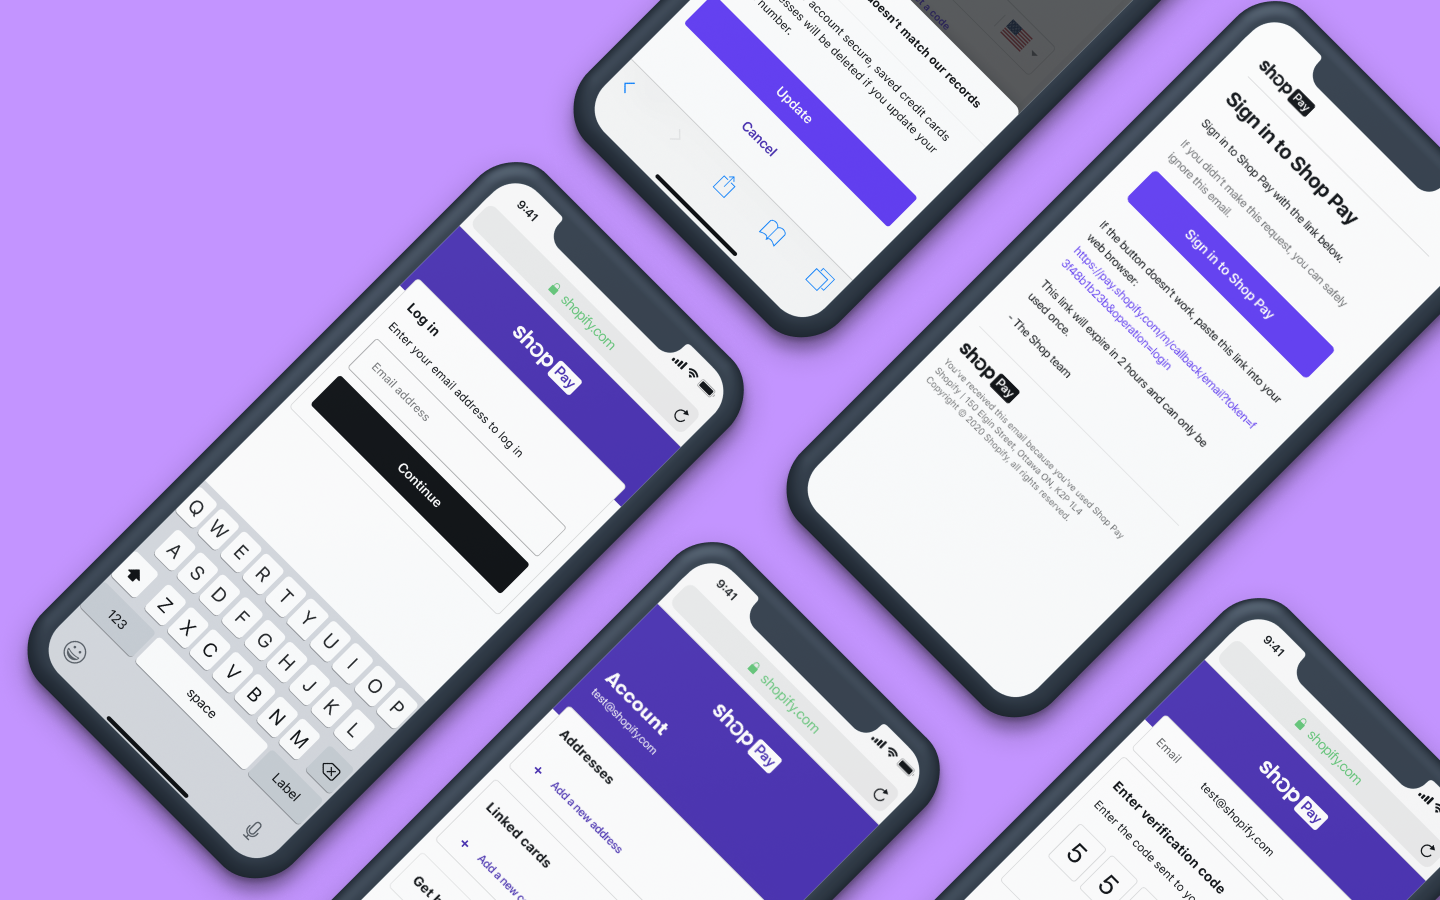 t a code
doesn't match our records
account secure, saved credit cards
esses will be deleted if you update your
number.
Update
Cancel
shop Pay
Sign in to Shop Pay
Sign in to Shop Pay with the link below.
If you didn't make this request, you can safely
ignore this email.
Sign in to Shop Pay
If the button doesn't work, paste this link into your
web browser:
https://pay.shopify.com/m/callback/email?token=f
3f48b1b23b&operation=login
This link will expire in 2 hours and can only be
used once.
- The Shop team
shop Pay
You've received this email because you've used Shop Pay
Shopify | 150 Elgin Street, Ottawa ON, K2P 1L4
Copyright © 2020 Shopify, all rights reserved.
9:41
shopify.com
shop Pay
Log in
Enter your email address to log in
Email address
Continue
Q W E R T Y U I O P
A S D F G H J K L
Z X C V B N M
123
space
Label
9:41
shopify.com
shop Pay
Account
test@shopify.com
Addresses
+ Add a new address
Linked cards
+ Add a new c
Get
9:41
shopify.com
shop Pay
Email
test@shopify.com
Enter verification code
Enter the code sent to yo
5 5